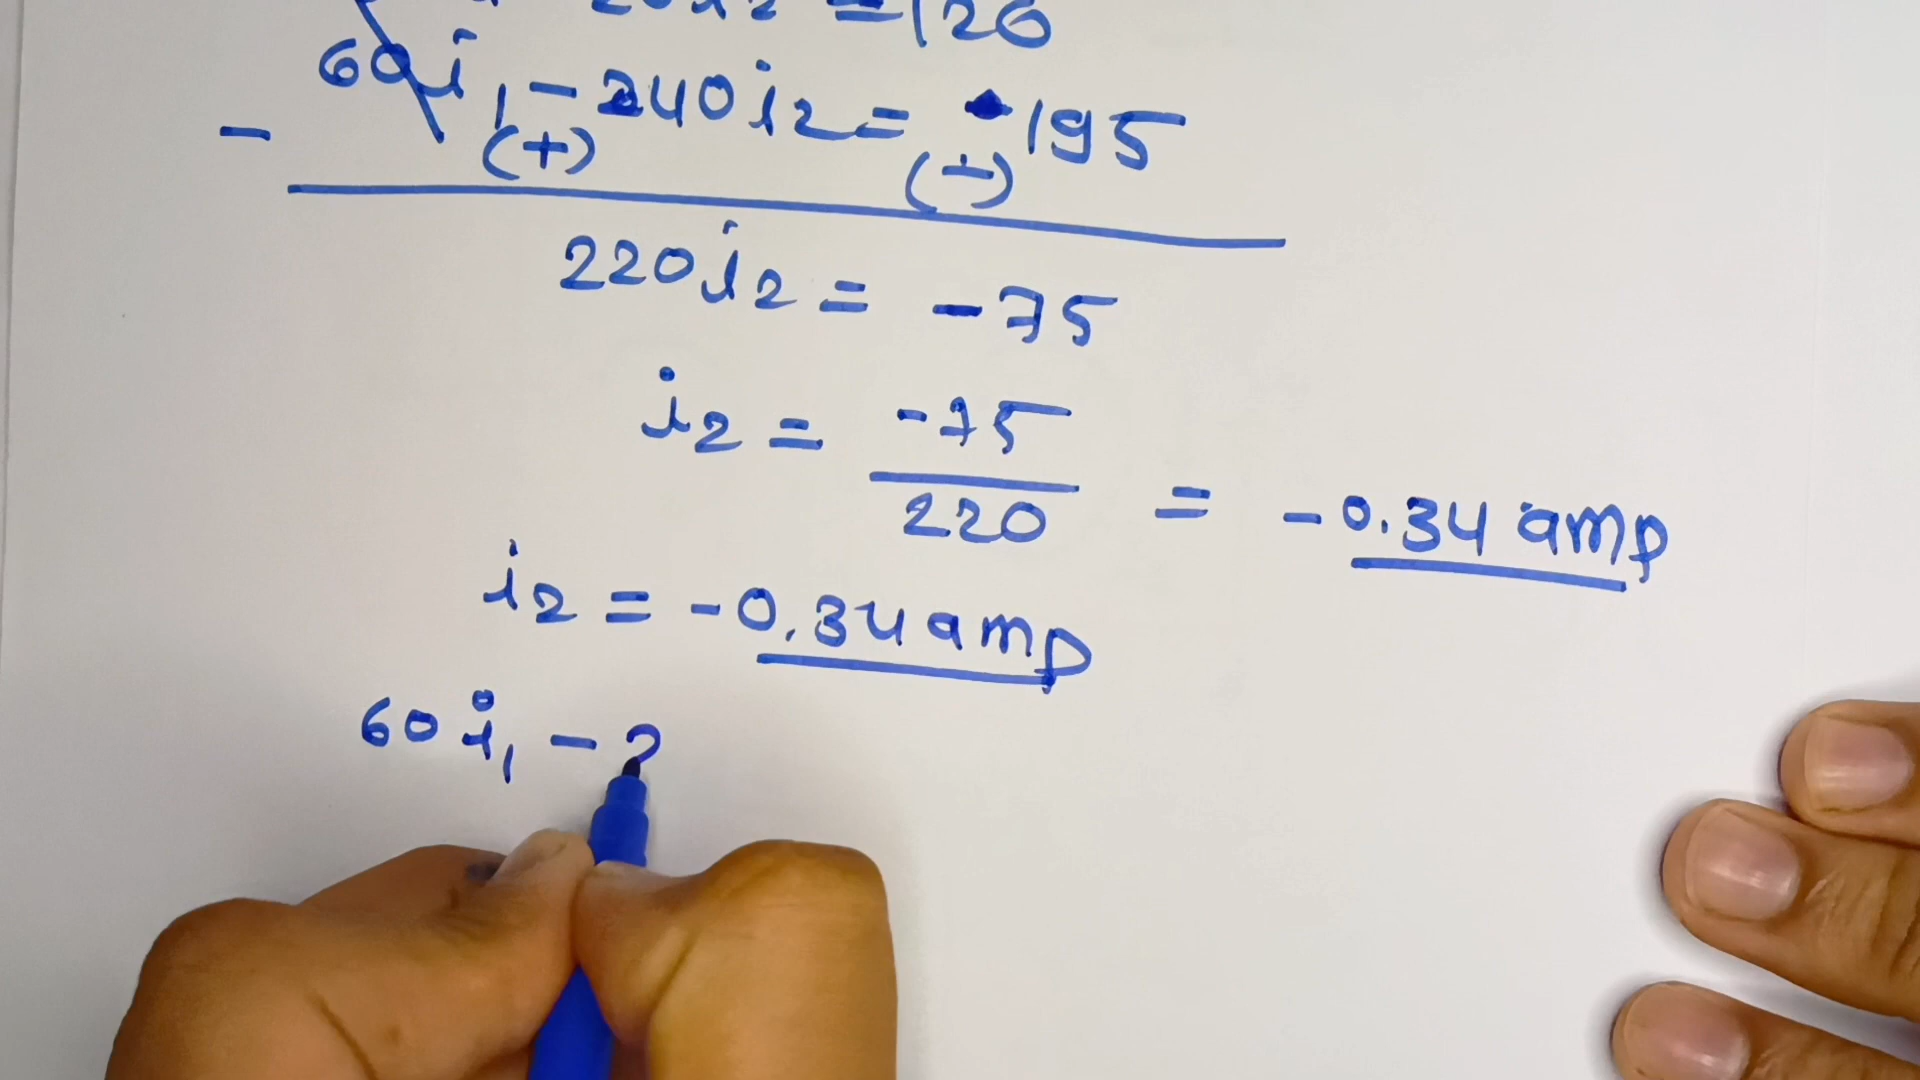 20i2 = 120
60i1 - 240i2 = 195
- (+) (-)
220i2 = -75
i2 = -75/220 = -0.34 amp
i2 = -0.34 amp
60i1 - 2